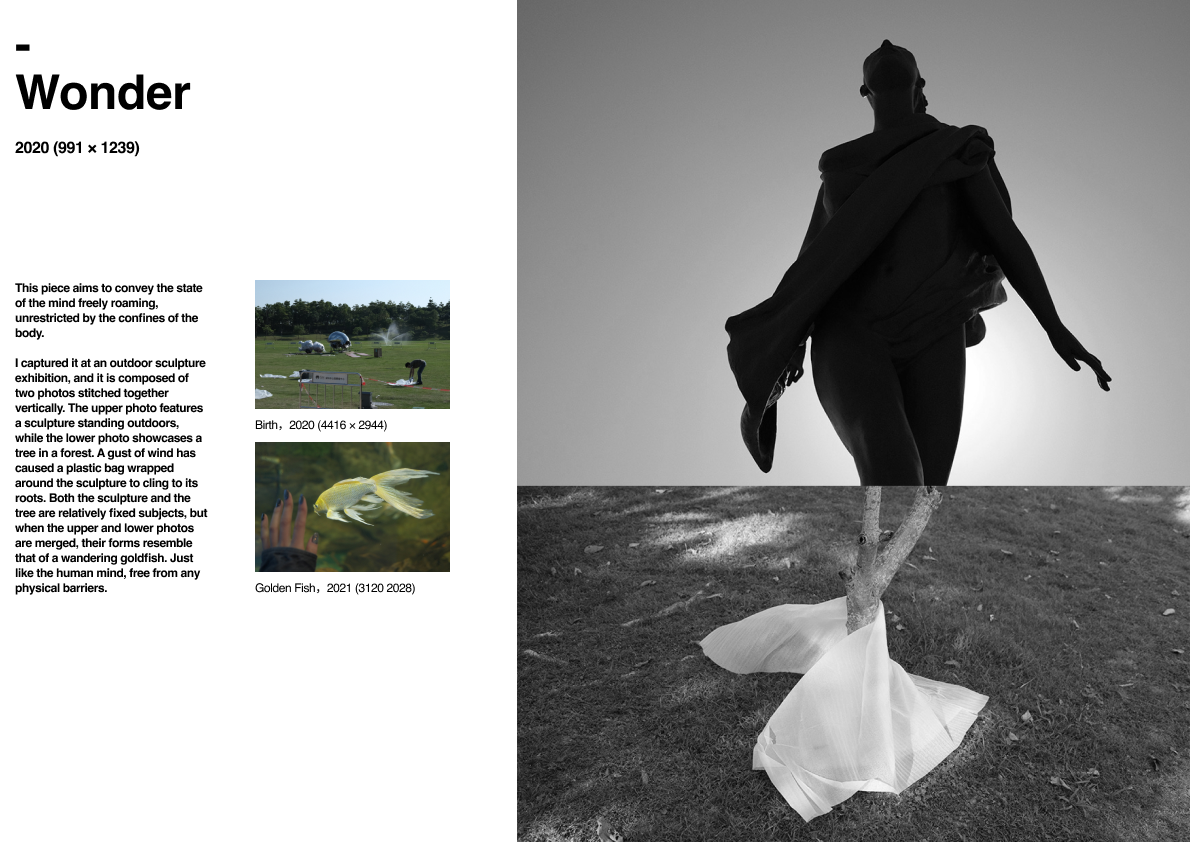 -
Wonder
2020 (991 × 1239)
This piece aims to convey the state
of the mind freely roaming,
unrestricted by the confines of the
body.
I captured it at an outdoor sculpture
exhibition, and it is composed of
two photos stitched together
vertically. The upper photo features
a sculpture standing outdoors,
while the lower photo showcases a
tree in a forest. A gust of wind has
caused a plastic bag wrapped
around the sculpture to cling to its
roots. Both the sculpture and the
tree are relatively fixed subjects, but
when the upper and lower photos
are merged, their forms resemble
that of a wandering goldfish. Just
like the human mind, free from any
physical barriers.
Birth，2020 (4416 × 2944)
Golden Fish，2021 (3120 2028)